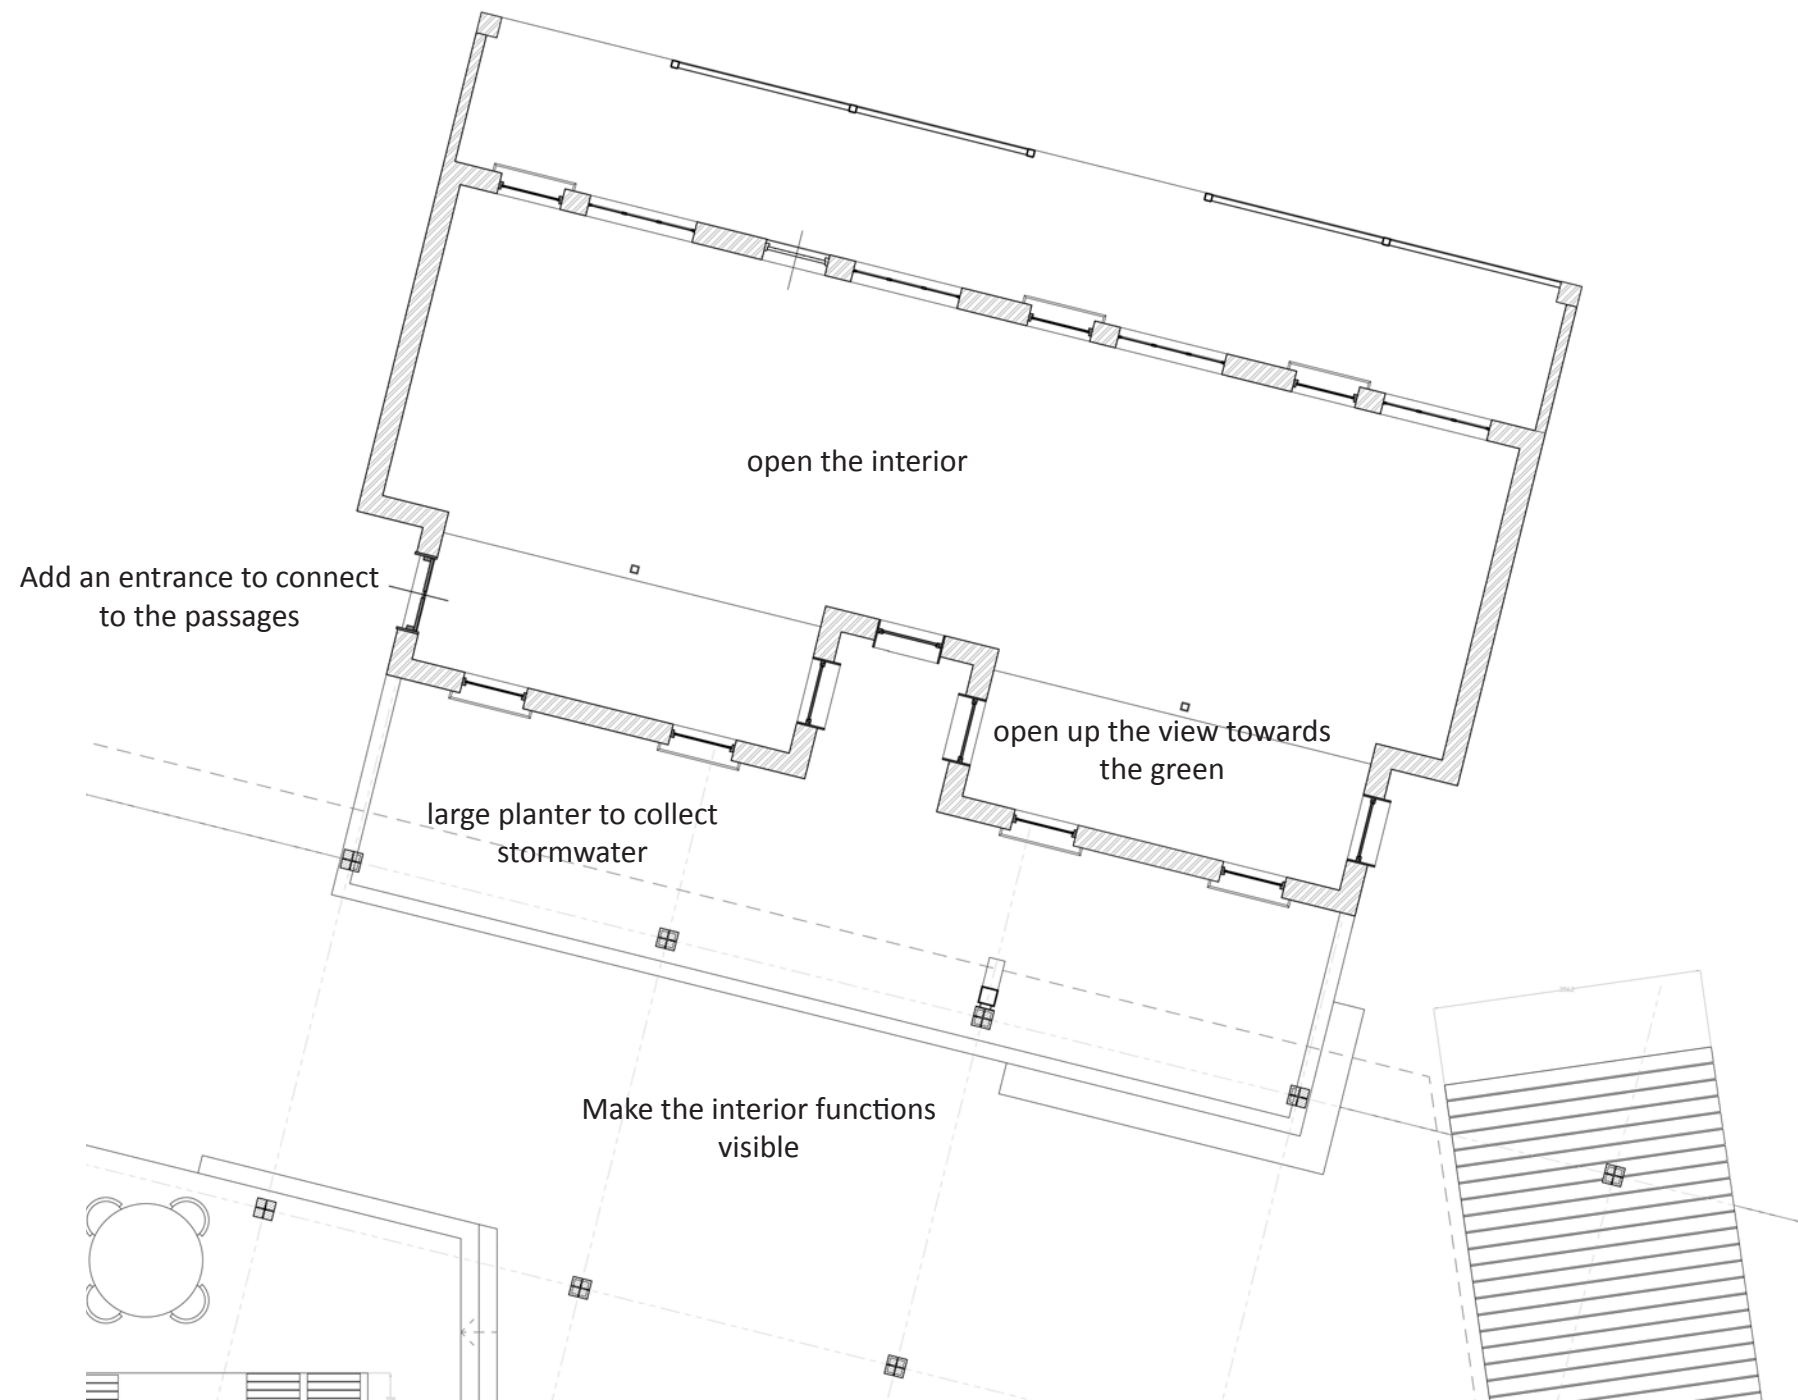 open the interior
Add an entrance to connect
to the passages
open up the view towards
the green
large planter to collect
stormwater
Make the interior functions
visible